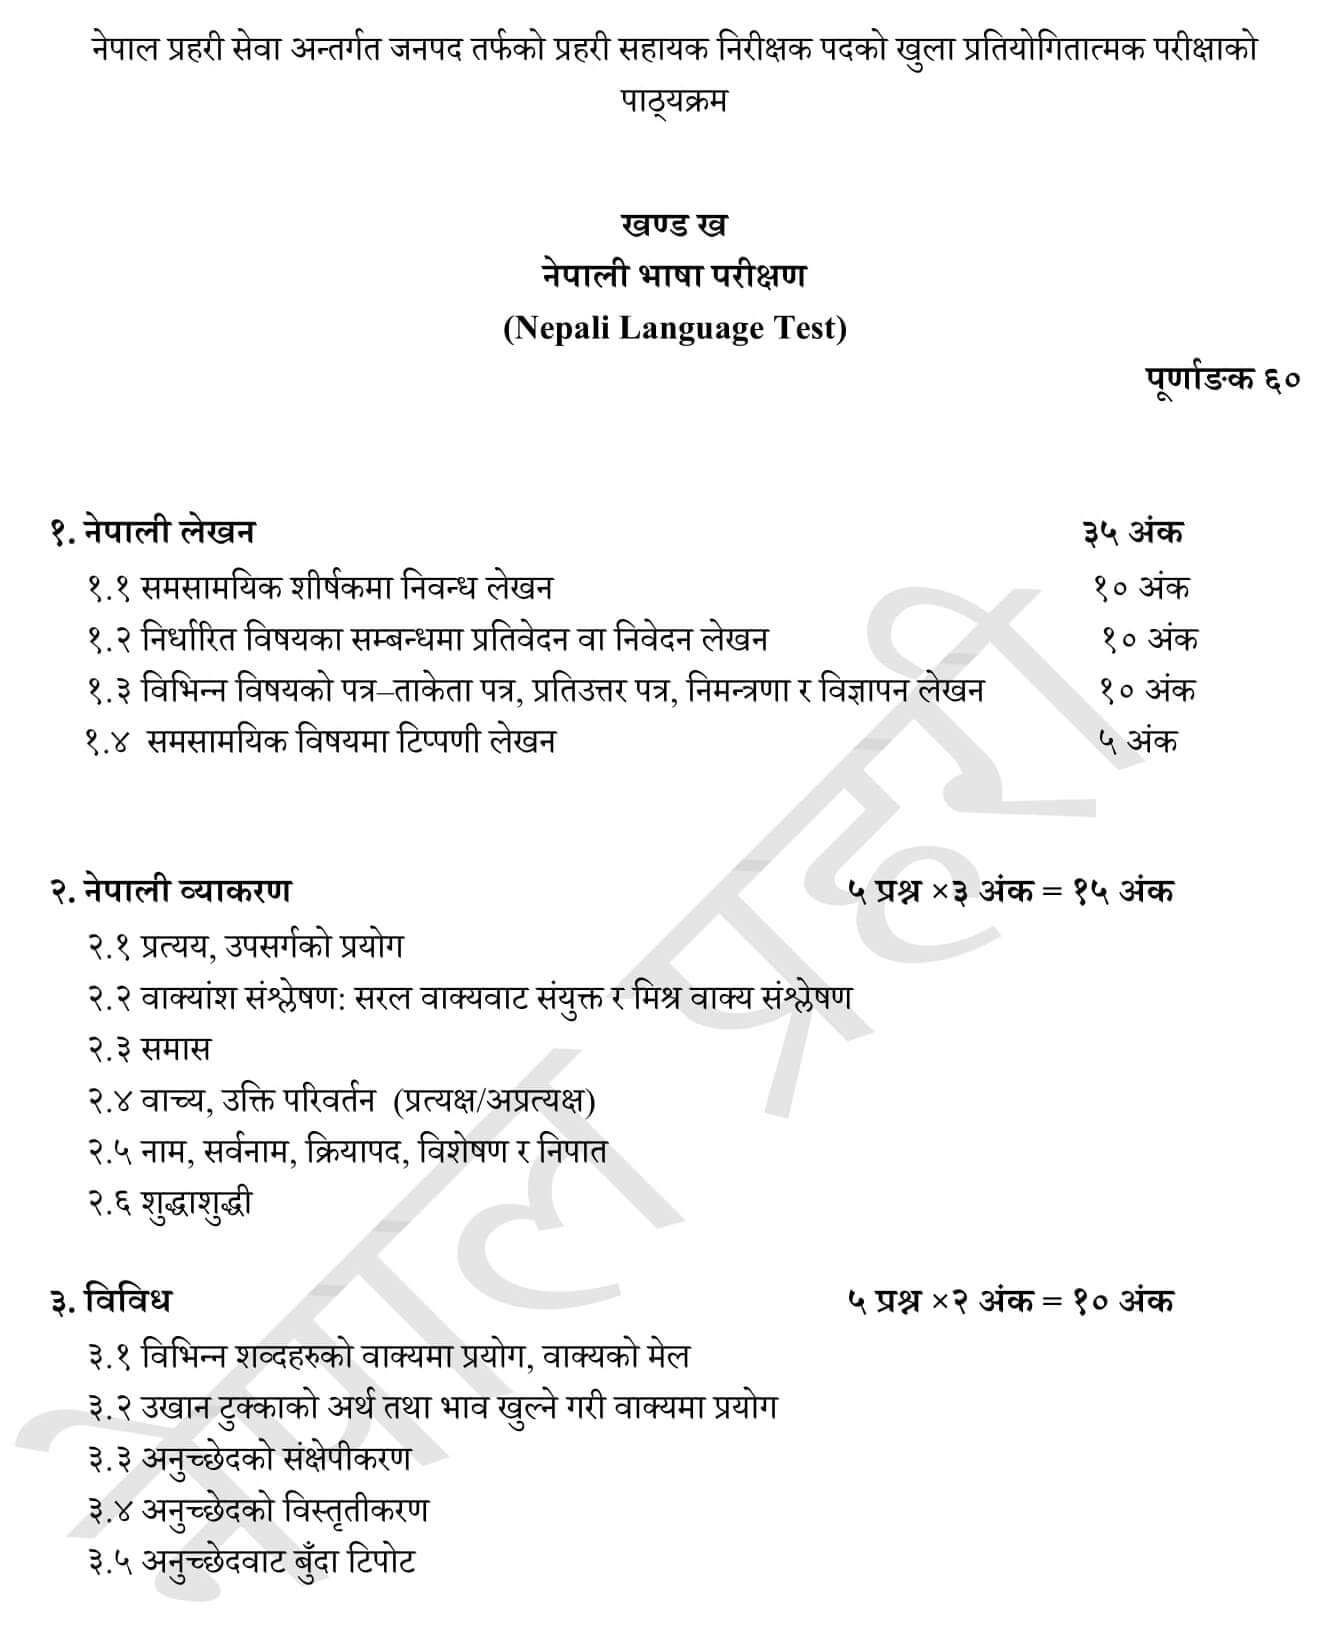 नेपाल प्रहरी सेवा अन्तर्गत जनपद तर्फको प्रहरी सहायक निरीक्षक पदको खुला प्रतियोगितात्मक परीक्षाको
पाठ्यक्रम
खण्ड ख
नेपाली भाषा परीक्षण
(Nepali Language Test)
पूर्णाङक ६०
१. नेपाली लेखन ३५ अंक
१.१ समसामयिक शीर्षकमा निवन्ध लेखन १० अंक
१.२ निर्धारित विषयका सम्बन्धमा प्रतिवेदन वा निवेदन लेखन १० अंक
१.३ विभिन्न विषयको पत्र–ताकेता पत्र, प्रतिउत्तर पत्र, निमन्त्रणा र विज्ञापन लेखन १० अंक
१.४ समसामयिक विषयमा टिप्पणी लेखन ५ अंक
२. नेपाली व्याकरण ५ प्रश्न ×३ अंक = १५ अंक
२.१ प्रत्यय, उपसर्गको प्रयोग
२.२ वाक्यांश संश्लेषण: सरल वाक्यवाट संयुक्त र मिश्र वाक्य संश्लेषण
२.३ समास
२.४ वाच्य, उक्ति परिवर्तन (प्रत्यक्ष/अप्रत्यक्ष)
२.५ नाम, सर्वनाम, क्रियापद, विशेषण र निपात
२.६ शुद्धाशुद्धी
३. विविध ५ प्रश्न ×२ अंक = १० अंक
३.१ विभिन्न शव्दहरुको वाक्यमा प्रयोग, वाक्यको मेल
३.२ उखान टुक्काको अर्थ तथा भाव खुल्ने गरी वाक्यमा प्रयोग
३.३ अनुच्छेदको संक्षेपीकरण
३.४ अनुच्छेदको विस्तृतीकरण
३.५ अनुच्छेदवाट बुँदा टिपोट
नेपाल प्रहरी